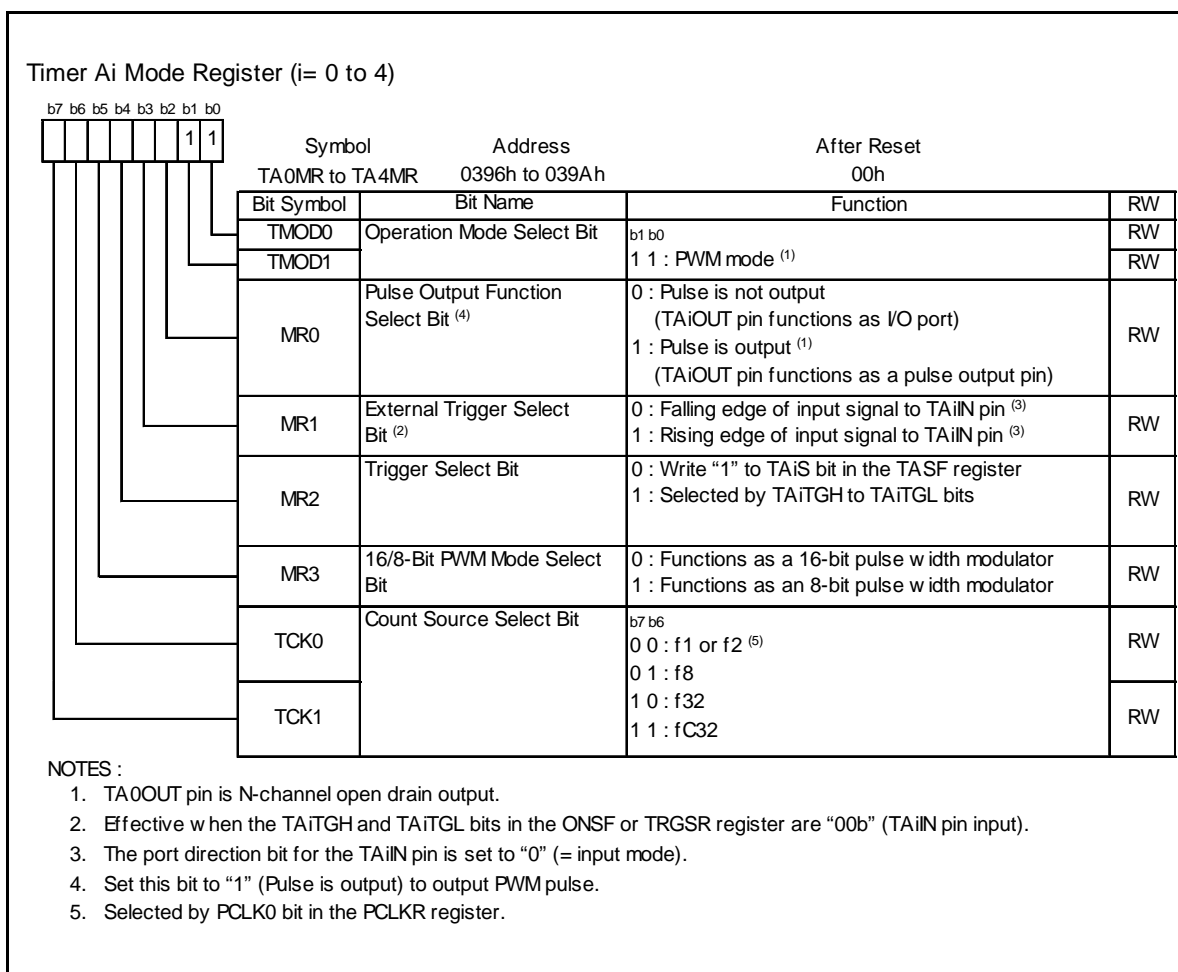 Timer Ai Mode Register (i= 0 to 4)
b7 b6 b5 b4 b3 b2 b1 b0
1 1
Symbol Address After Reset
TA0MR to TA4MR 0396h to 039Ah 00h
Bit Symbol Bit Name Function RW
TMOD0 Operation Mode Select Bit b1 b0 RW
TMOD1 1 1 : PWM mode (1) RW
Pulse Output Function 0 : Pulse is not output
Select Bit (4) (TAiOUT pin functions as I/O port)
MR0 1 : Pulse is output (1) RW
(TAiOUT pin functions as a pulse output pin)
External Trigger Select 0 : Falling edge of input signal to TAiIN pin (3)
MR1 Bit (2) 1 : Rising edge of input signal to TAiIN pin (3) RW
Trigger Select Bit 0 : Write “1” to TAiS bit in the TASF register
1 : Selected by TAiTGH to TAiTGL bits
MR2 RW
16/8-Bit PWM Mode Select 0 : Functions as a 16-bit pulse width modulator
MR3 Bit 1 : Functions as an 8-bit pulse width modulator RW
Count Source Select Bit b7 b6
TCK0 0 0 : f1 or f2 (5) RW
0 1 : f8
1 0 : f32
TCK1 1 1 : fC32 RW
NOTES :
1. TA0OUT pin is N-channel open drain output.
2. Effective when the TAiTGH and TAiTGL bits in the ONSF or TRGSR register are “00b” (TAiIN pin input).
3. The port direction bit for the TAiIN pin is set to “0” (= input mode).
4. Set this bit to “1” (Pulse is output) to output PWM pulse.
5. Selected by PCLK0 bit in the PCLKR register.